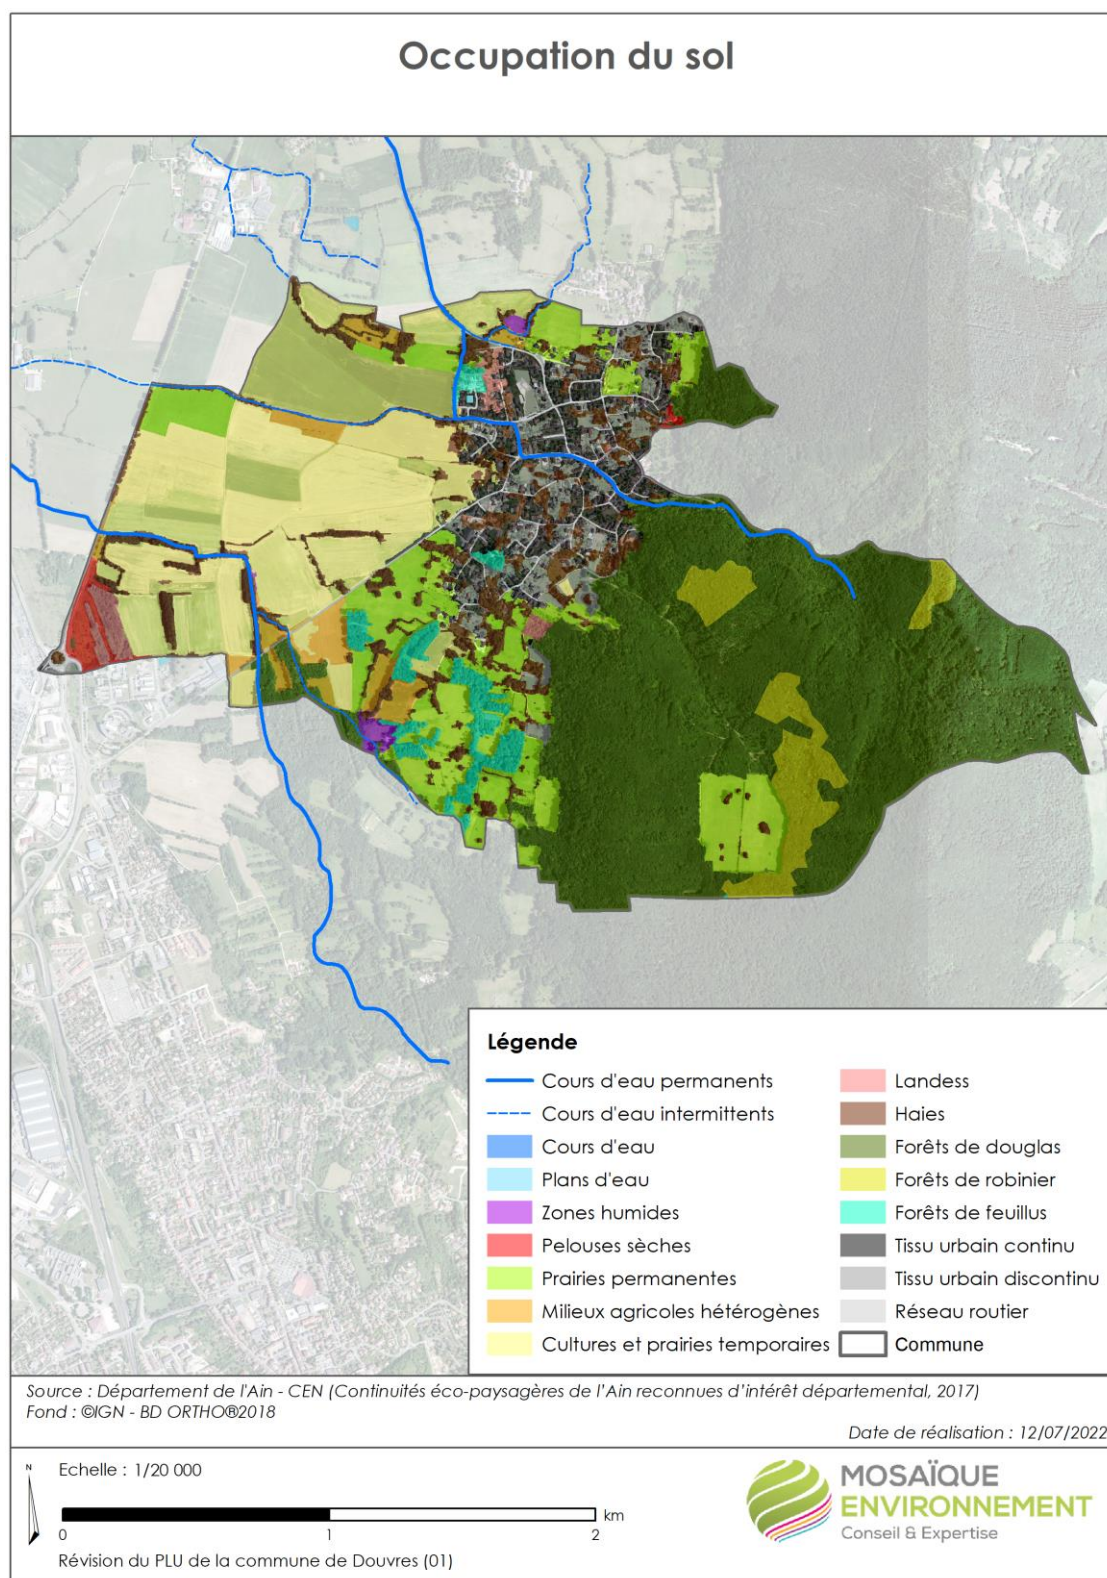 Occupation du sol
Légende
Cours d'eau permanents
Cours d'eau intermittents
Cours d'eau
Plans d'eau
Zones humides
Pelouses sèches
Prairies permanentes
Milieux agricoles hétérogènes
Cultures et prairies temporaires
Landess
Haies
Forêts de douglas
Forêts de robinier
Forêts de feuillus
Tissu urbain continu
Tissu urbain discontinu
Réseau routier
Commune
Source : Département de l'Ain - CEN (Continuités éco-paysagères de l'Ain reconnues d'intérêt départemental, 2017)
Fond : ©IGN - BD ORTHO®2018
Date de réalisation : 12/07/2022
N
Echelle : 1/20 000
km
0 1 2
Révision du PLU de la commune de Douvres (01)
MOSAÏQUE
ENVIRONNEMENT
Conseil & Expertise